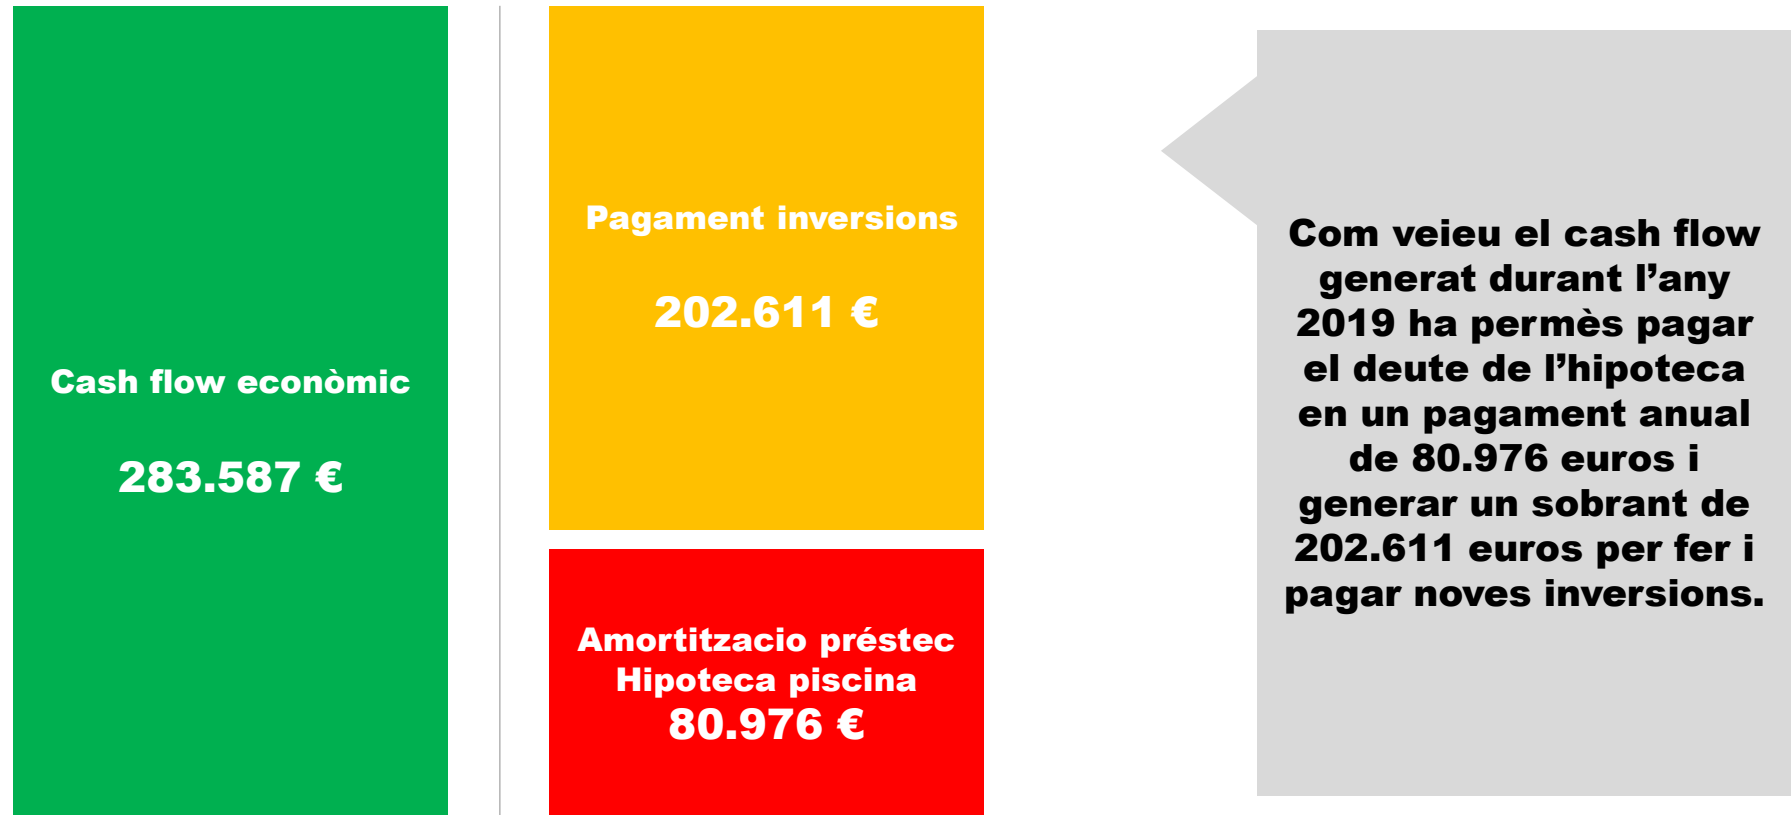 Cash flow econòmic
283.587 €
Pagament inversions
202.611 €
Amortitzacio préstec
Hipoteca piscina
80.976 €
Com veieu el cash flow
generat durant l’any
2019 ha permès pagar
el deute de l’hipoteca
en un pagament anual
de 80.976 euros i
generar un sobrant de
202.611 euros per fer i
pagar noves inversions.